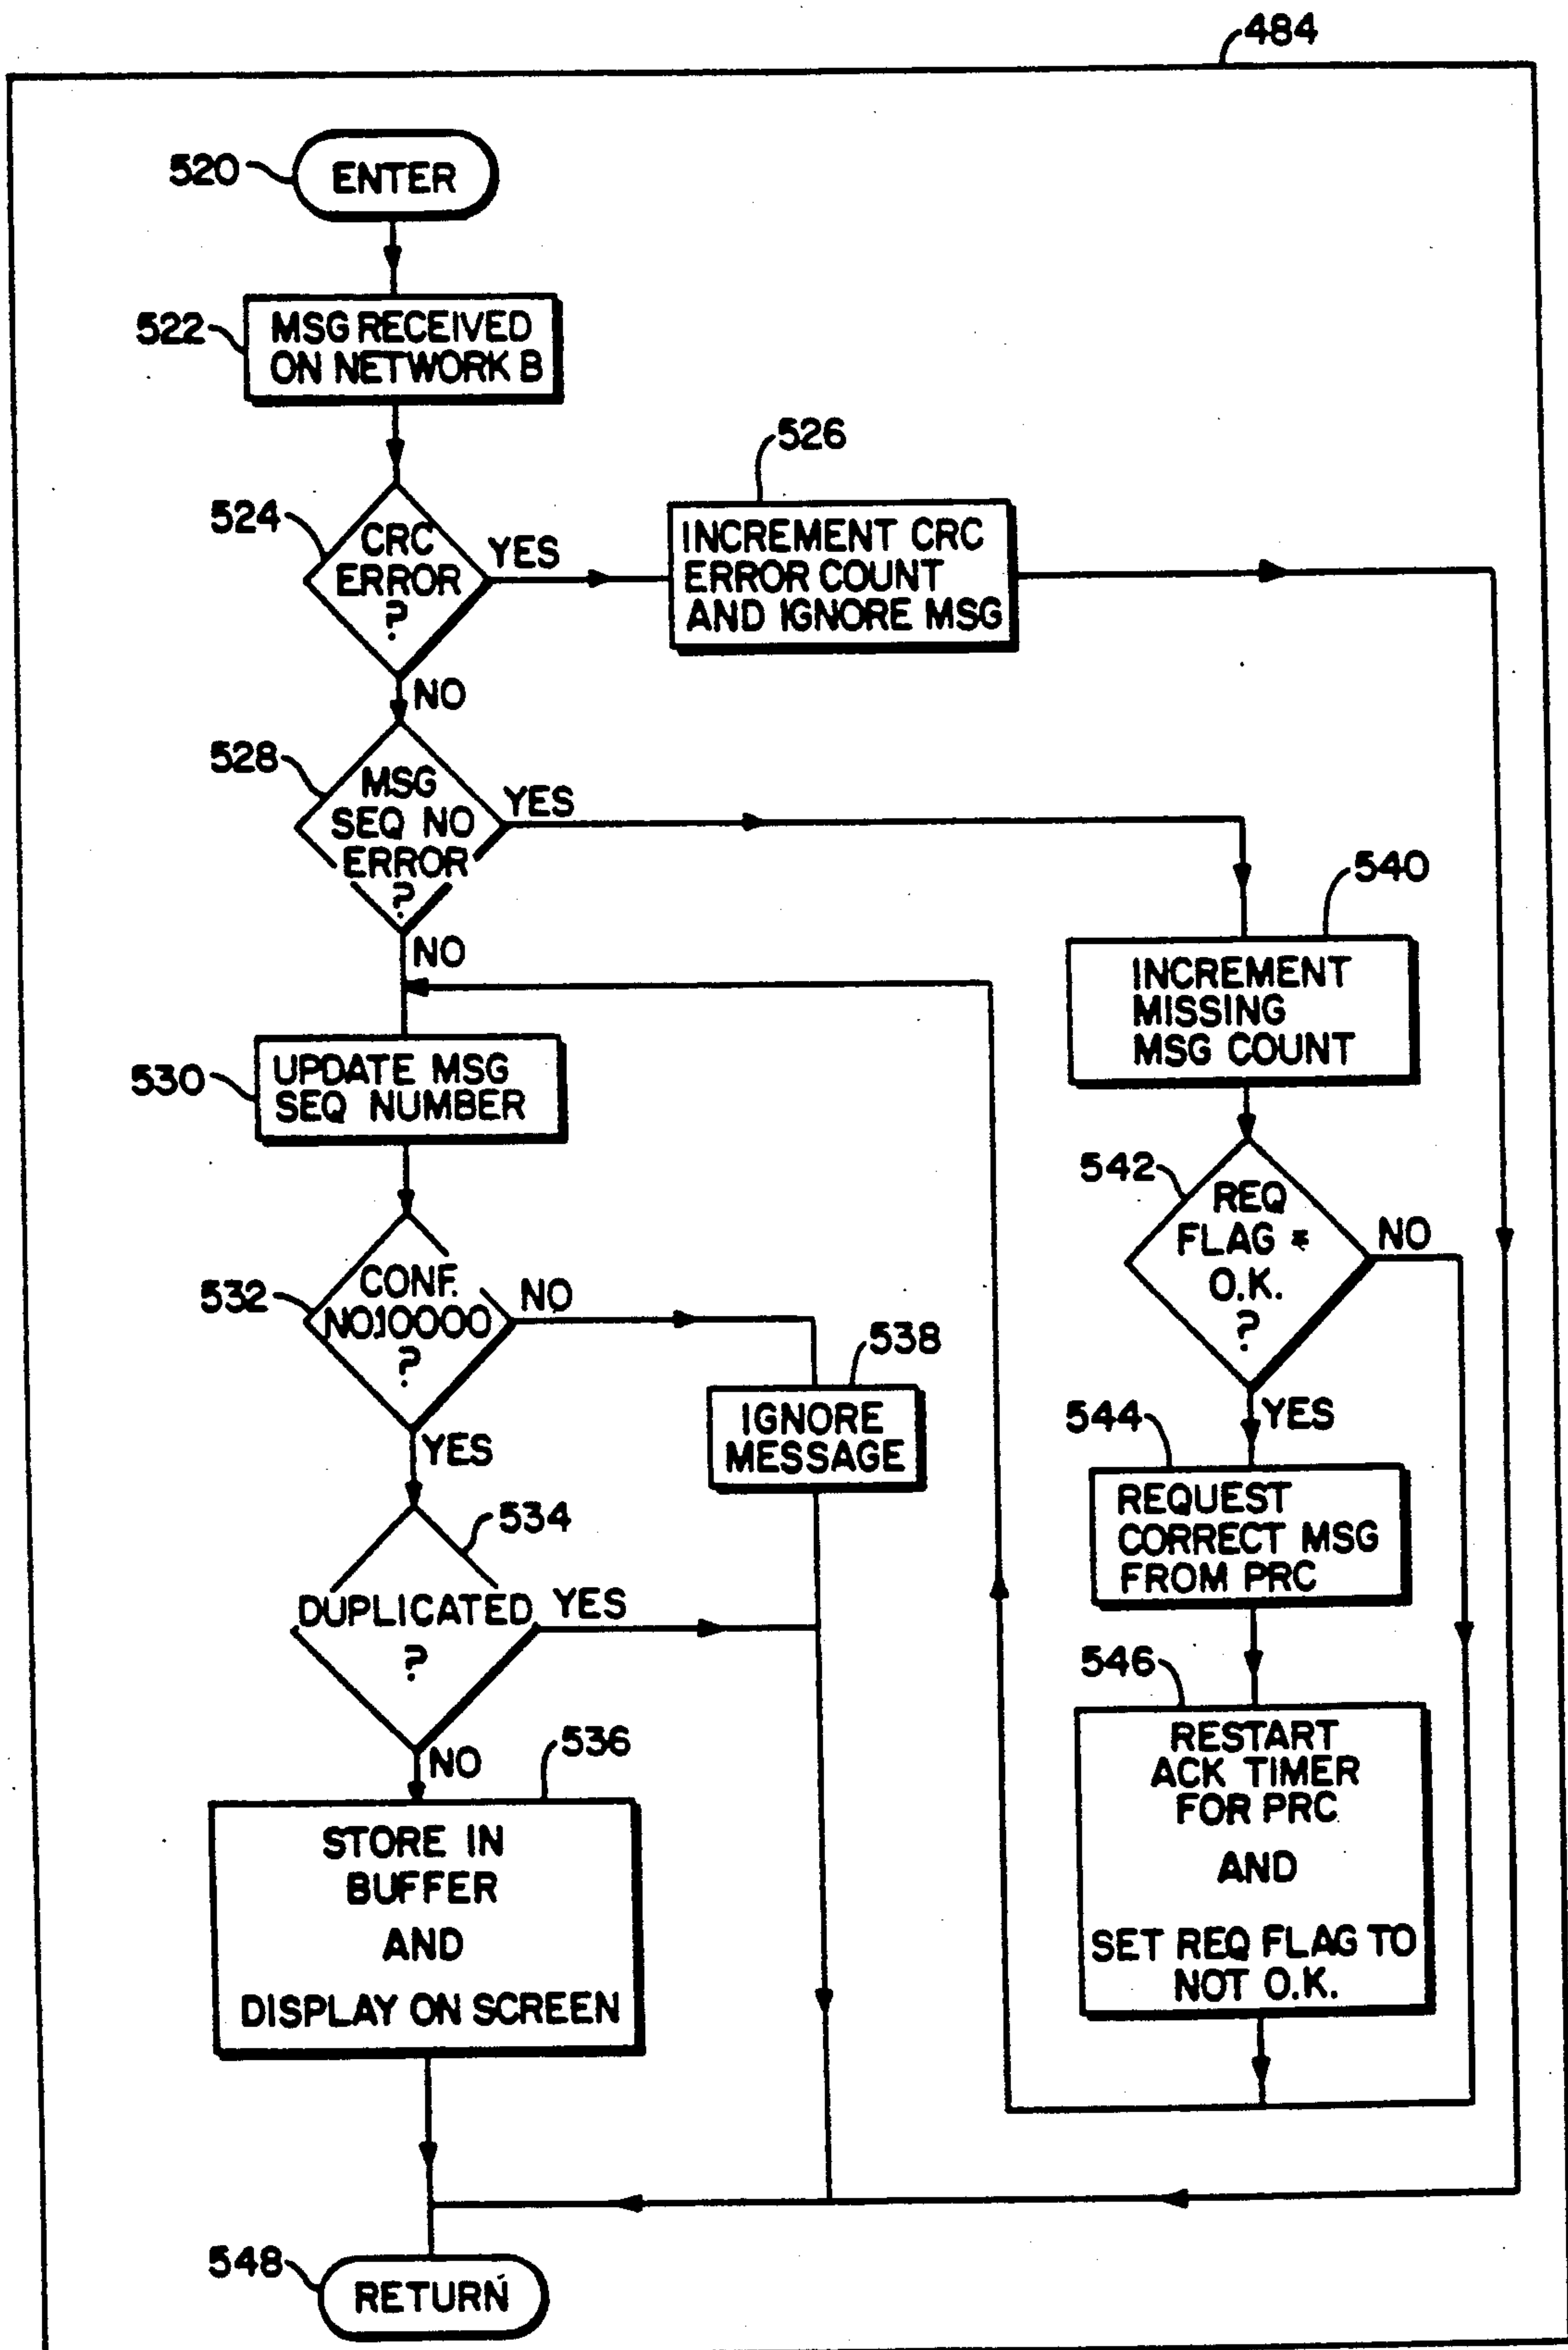 484
520
ENTER
522
MSG RECEIVED
ON NETWORK B
524
CRC
ERROR
?
YES
526
INCREMENT CRC
ERROR COUNT
AND IGNORE MSG
NO
528
MSG
SEQ NO
ERROR
?
YES
NO
540
INCREMENT
MISSING
MSG COUNT
530
UPDATE MSG
SEQ NUMBER
542
REQ
FLAG =
O.K.
?
NO
YES
532
CONF.
NO.10000
?
NO
538
IGNORE
MESSAGE
YES
544
REQUEST
CORRECT MSG
FROM PRC
534
DUPLICATED
?
YES
NO
546
RESTART
ACK TIMER
FOR PRC
AND
SET REQ FLAG TO
NOT O.K.
536
STORE IN
BUFFER
AND
DISPLAY ON SCREEN
548
RETURN